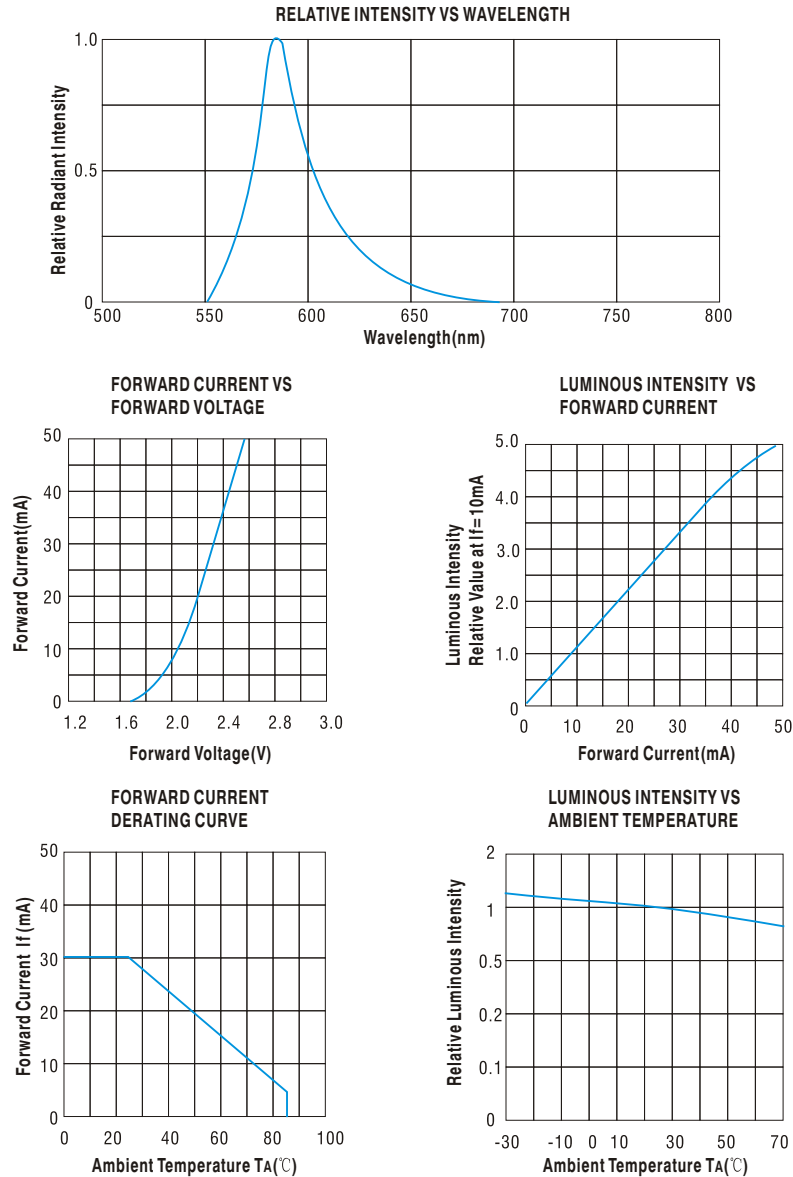 RELATIVE INTENSITY VS WAVELENGTH
Relative Radiant Intensity
1.0
0.5
0
500 550 600 650 700 750 800
Wavelength(nm)
FORWARD CURRENT VS
FORWARD VOLTAGE
Forward Current(mA)
50
40
30
20
10
0
1.2 1.6 2.0 2.4 2.8 3.0
Forward Voltage(V)
LUMINOUS INTENSITY VS
FORWARD CURRENT
Luminous Intensity
Relative Value at If=10mA
5.0
4.0
3.0
2.0
1.0
0
0 10 20 30 40 50
Forward Current(mA)
FORWARD CURRENT
DERATING CURVE
Forward Current If (mA)
50
40
30
20
10
0
0 20 40 60 80 100
Ambient Temperature TA(℃)
LUMINOUS INTENSITY VS
AMBIENT TEMPERATURE
Relative Luminous Intensity
2
1
0.5
0.2
0.1
0
-30 -10 0 10 30 50 70
Ambient Temperature TA(℃)